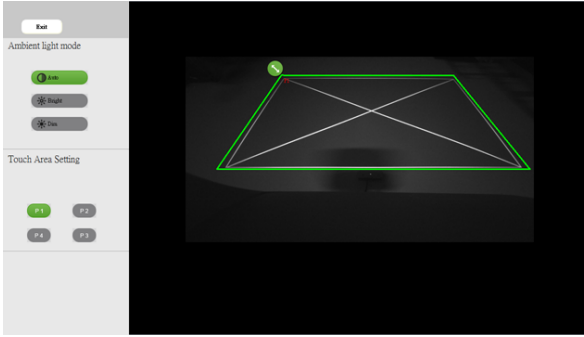 Exit
Ambient light mode
Auto
Bright
Dim
Touch Area Setting
P 1
P 2
P 4
P 3